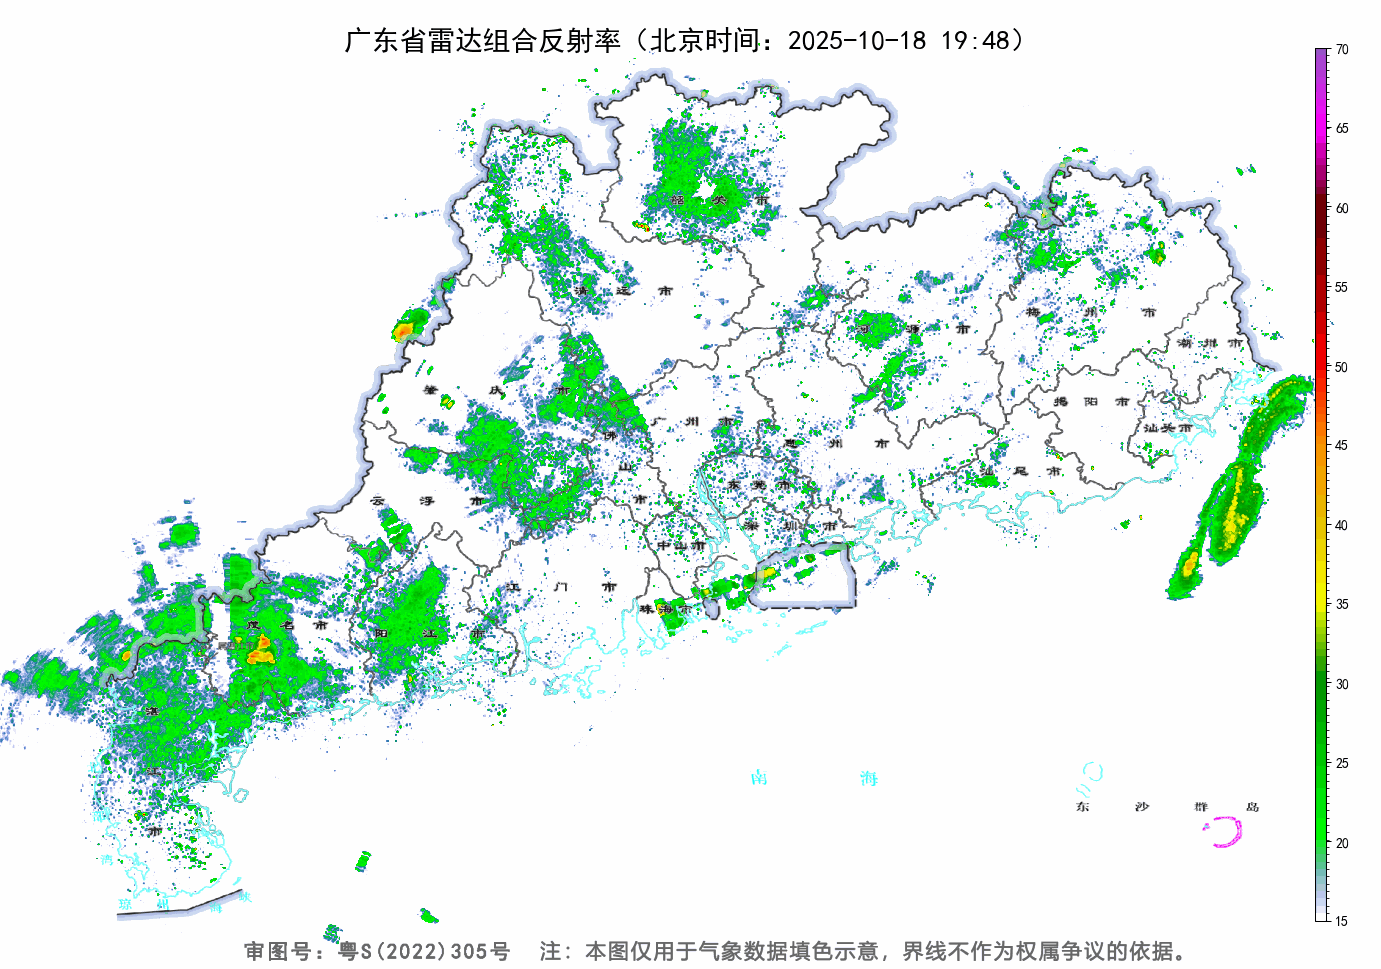 广东省雷达组合反射率（北京时间：2025-10-18 19:48）
70
65
60
55
50
45
40
35
30
25
20
15
韶关市
清远市
河源市
梅州市
潮州市
肇庆市
广州市
揭阳市
汕头市
惠州市
佛山市
云浮市
东莞市
汕尾市
深圳市
中山市
江门市
珠海市
茂名市
阳江市
湛江市
南海
东沙群岛
湾
琼州海峡
审图号：粤S(2022)305号 注：本图仅用于气象数据填色示意，界线不作为权属争议的依据。